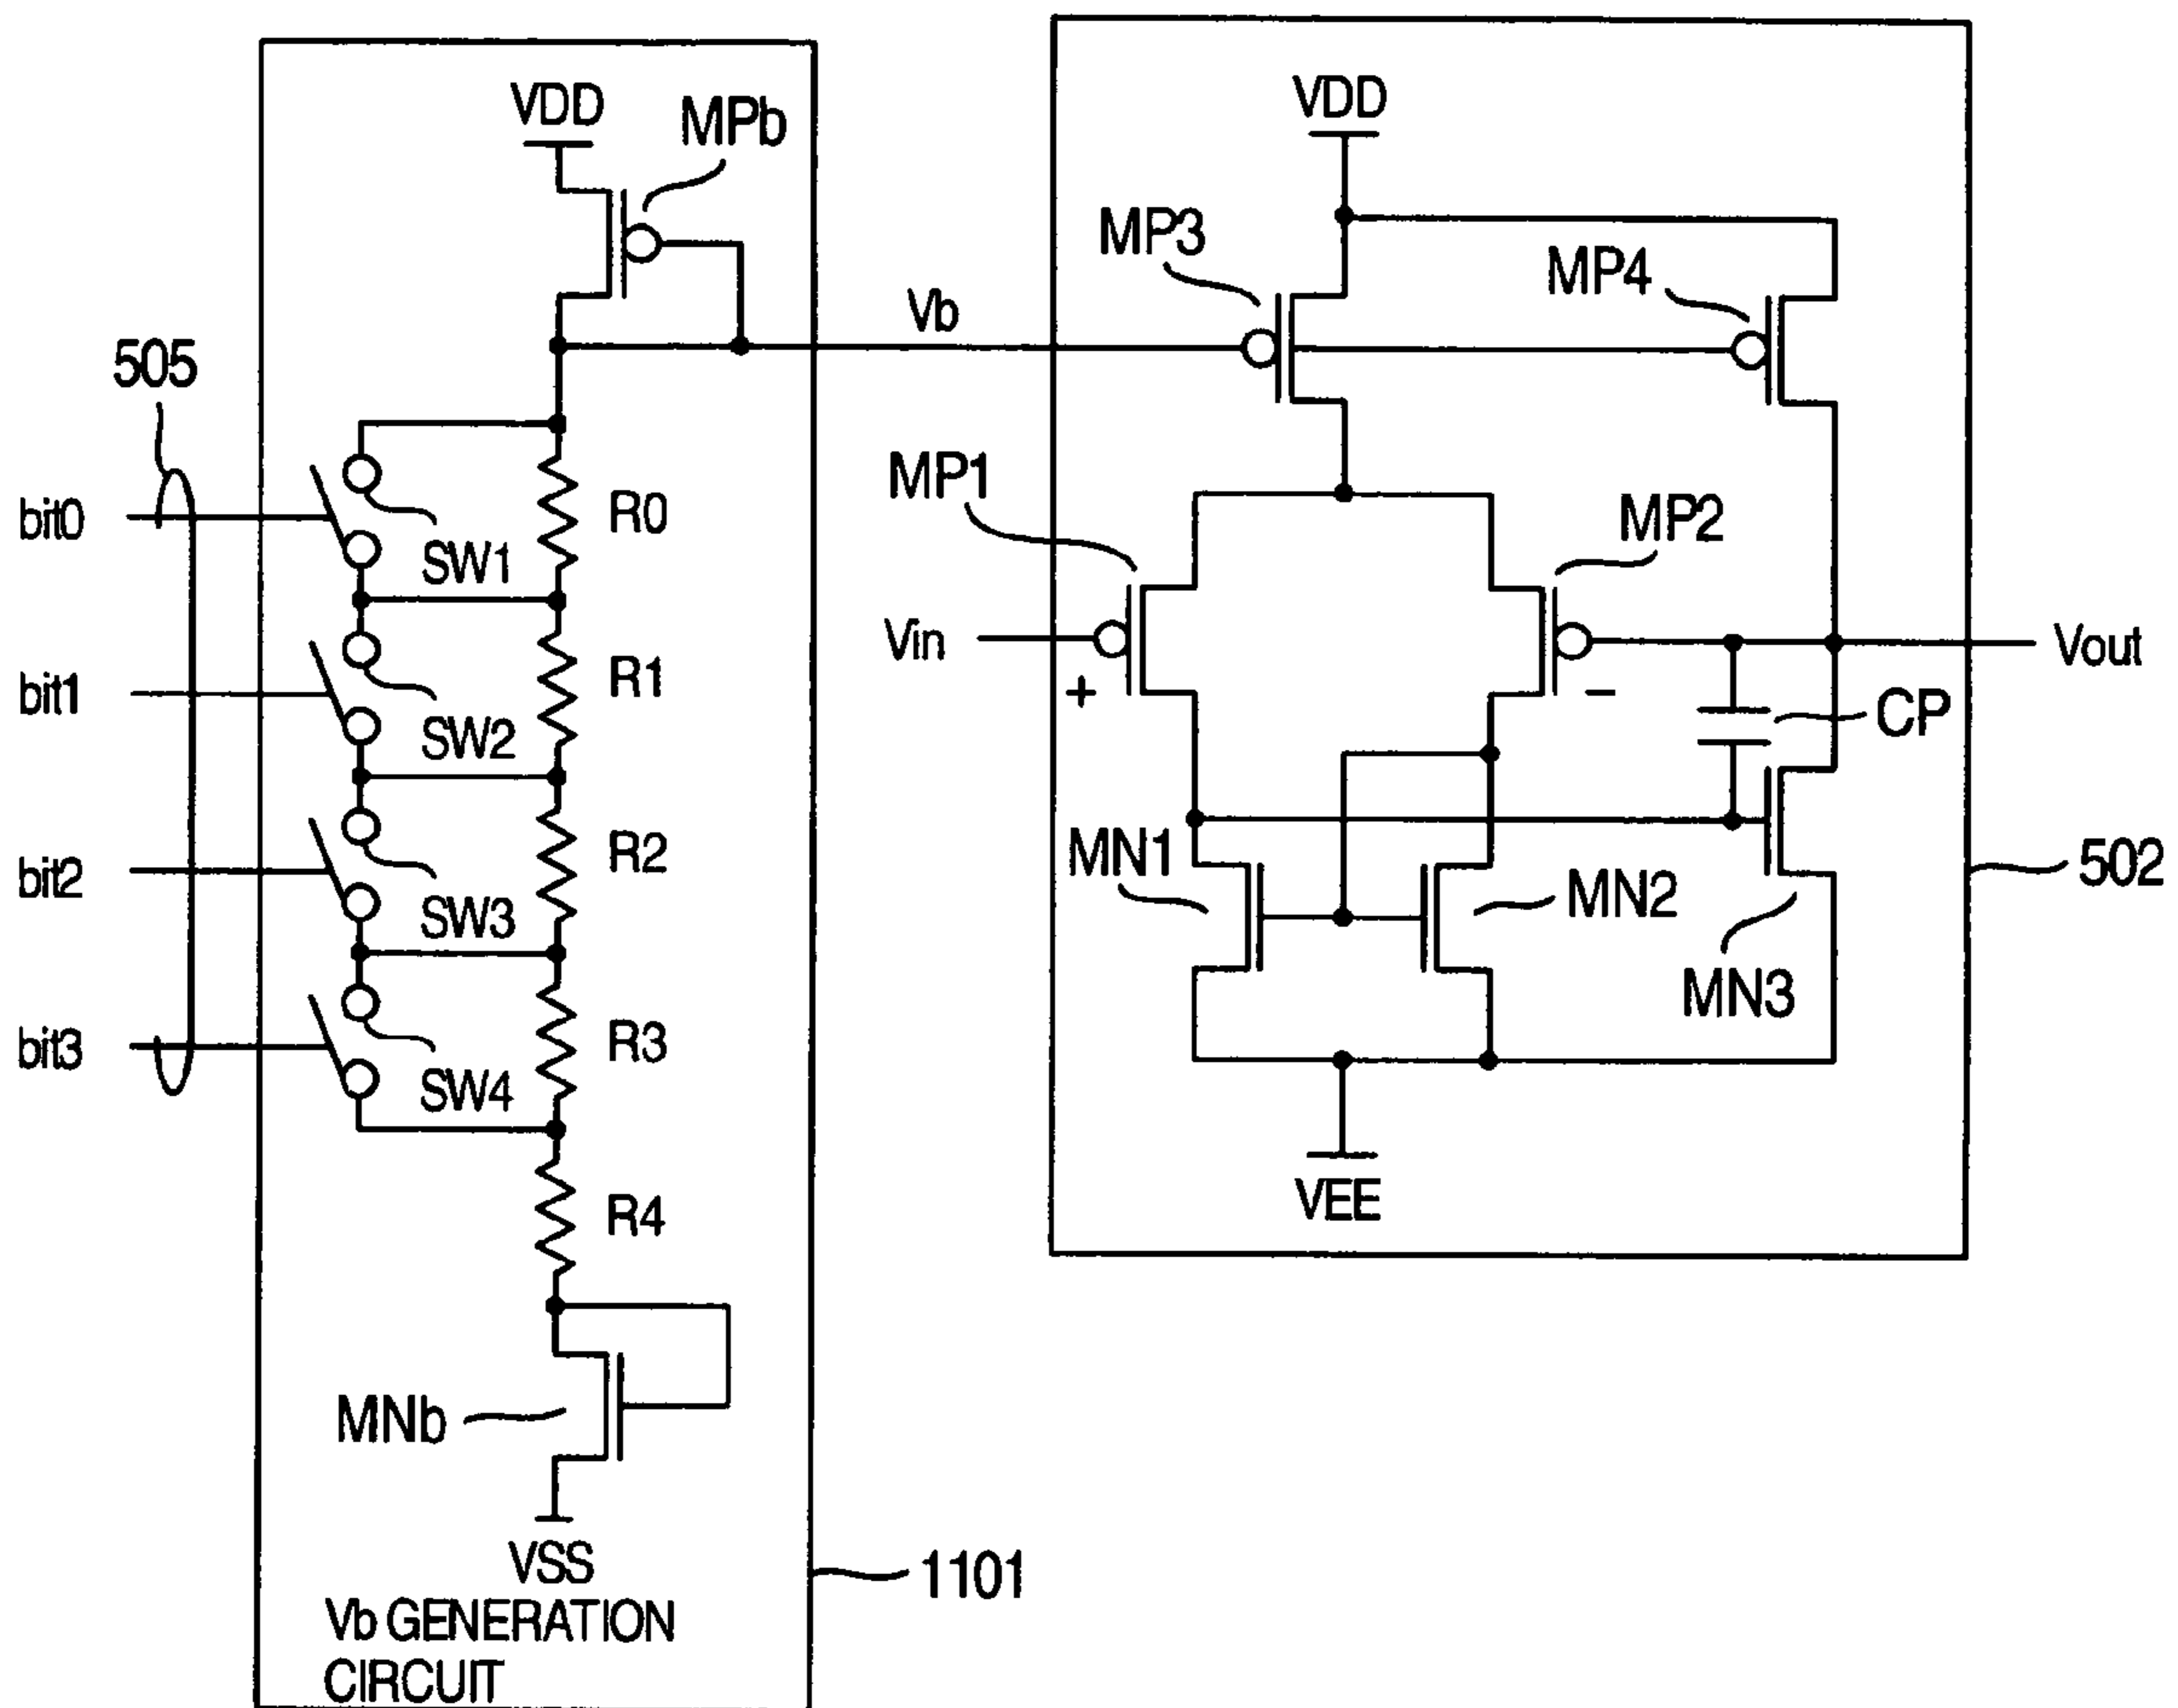 VDD
MPb
505
bit0
SW1
R0
bit1
SW2
R1
bit2
SW3
R2
bit3
SW4
R3
R4
MNb
VSS
Vb GENERATION
CIRCUIT
1101
Vb
VDD
MP3
MP4
MP1
MP2
Vin
+
−
Vout
CP
MN1
MN2
MN3
502
VEE